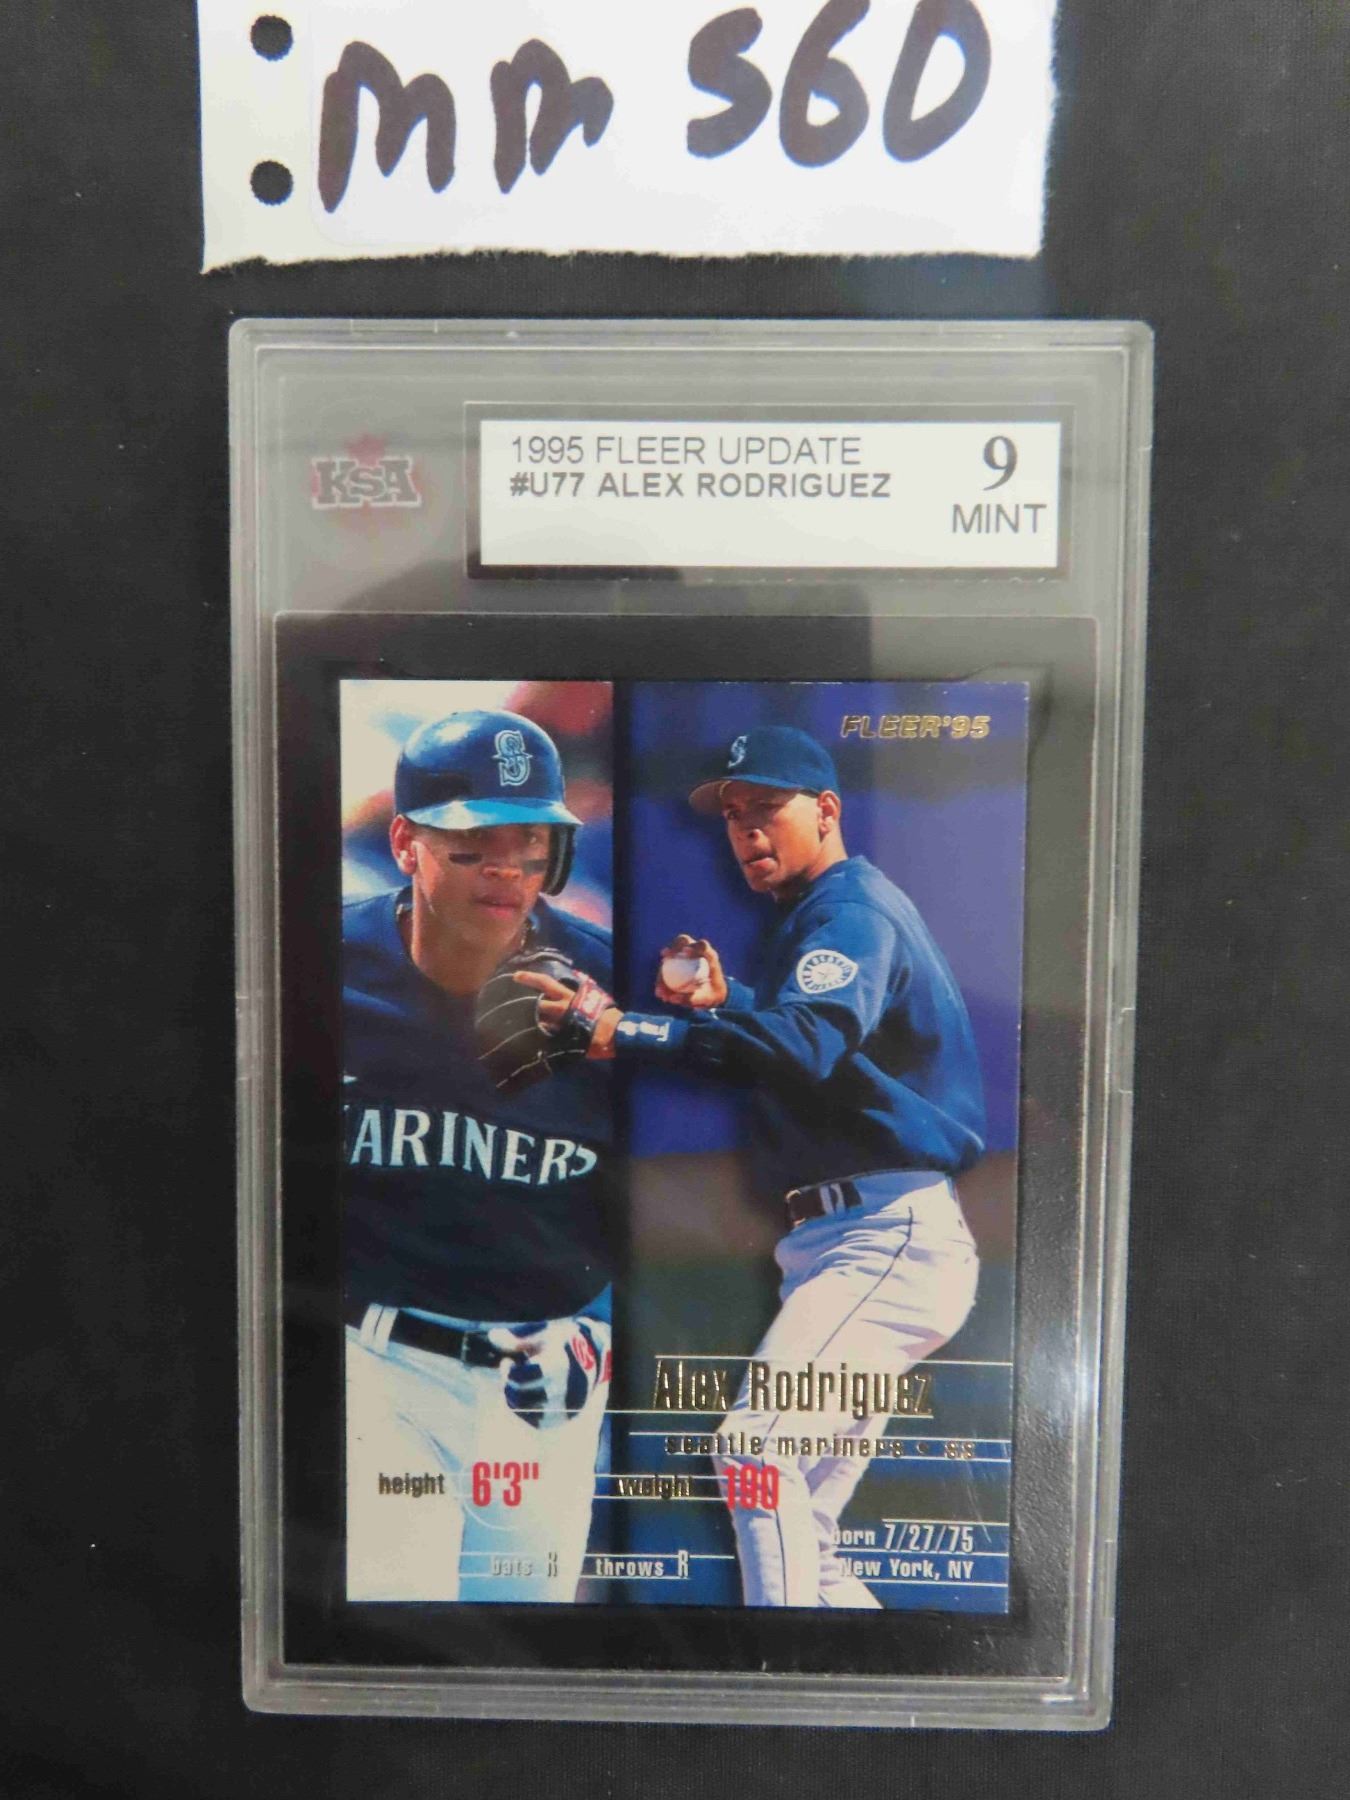 MM 560
KSA
1995 FLEER UPDATE
#U77 ALEX RODRIGUEZ
9
MINT
FLEER'95
S
S
ARINERS
Alex Rodriguez
seattle mariners • ss
height 6'3" weight 190
born 7/27/75
bats R throws R
New York, NY